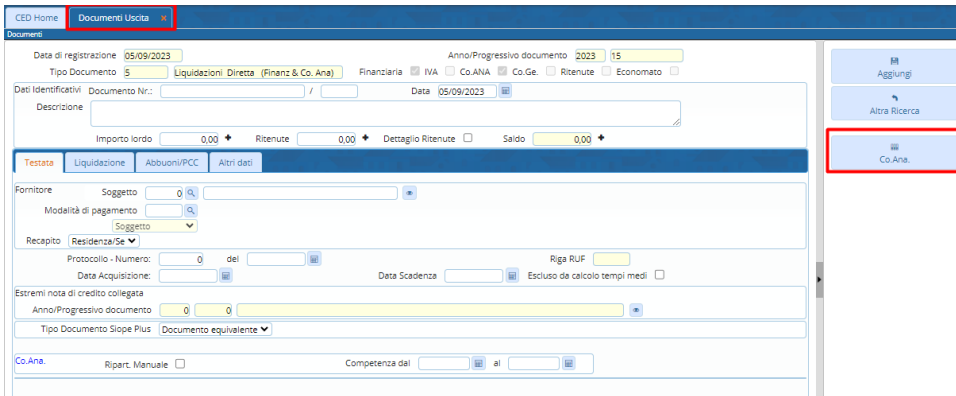 CED Home Documenti Uscita ×
Documenti
Data di registrazione 05/09/2023 Anno/Progressivo documento 2023 15
Tipo Documento 5 Liquidazioni Diretta (Finanz & Co. Ana) Finanziaria IVA Co.ANA Co.Ge. Ritenute Economato
Dati Identificativi Documento Nr.: / Data 05/09/2023
Descrizione
Importo lordo 0,00 Ritenute 0,00 Dettaglio Ritenute Saldo 0,00
Testata Liquidazione Abbuoni/PCC Altri dati
Fornitore Soggetto 0
Modalità di pagamento
Soggetto
Recapito Residenza/Se
Protocollo - Numero: 0 del Riga RUF
Data Acquisizione: Data Scadenza Escluso da calcolo tempi medi
Estremi nota di credito collegata
Anno/Progressivo documento 0 0
Tipo Documento Siope Plus Documento equivalente
Co.Ana. Ripart. Manuale Competenza dal al
Aggiungi
Altra Ricerca
Co.Ana.